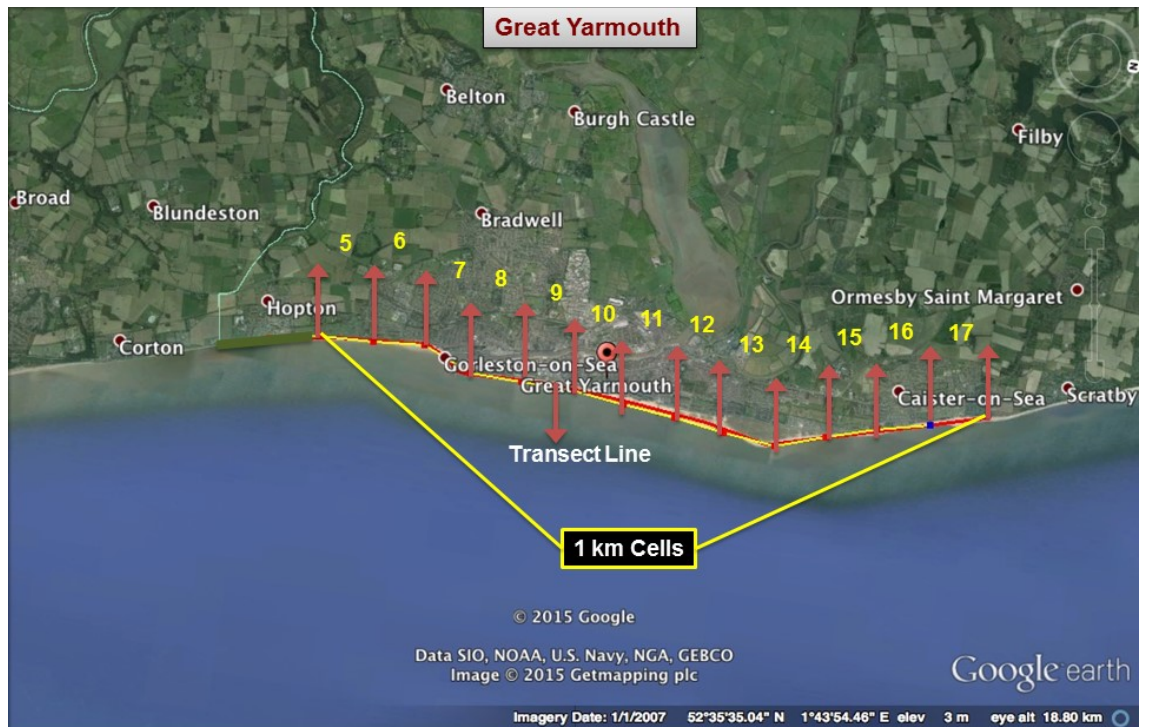 Great Yarmouth
Belton
Burgh Castle
Filby
Broad
Blundeston
Bradwell
5
6
7
8
9
10
11
12
13
14
15
16
17
Ormesby Saint Margaret
Hopton
Corton
Gorleston-on-Sea
Great Yarmouth
Caister-on-Sea
Scratby
Transect Line
1 km Cells
© 2015 Google
Data SIO, NOAA, U.S. Navy, NGA, GEBCO
Image © 2015 Getmapping plc
Google earth
Imagery Date: 1/1/2007 52°35'35.04" N 1°43'54.46" E elev 3 m eye alt 18.80 km
N